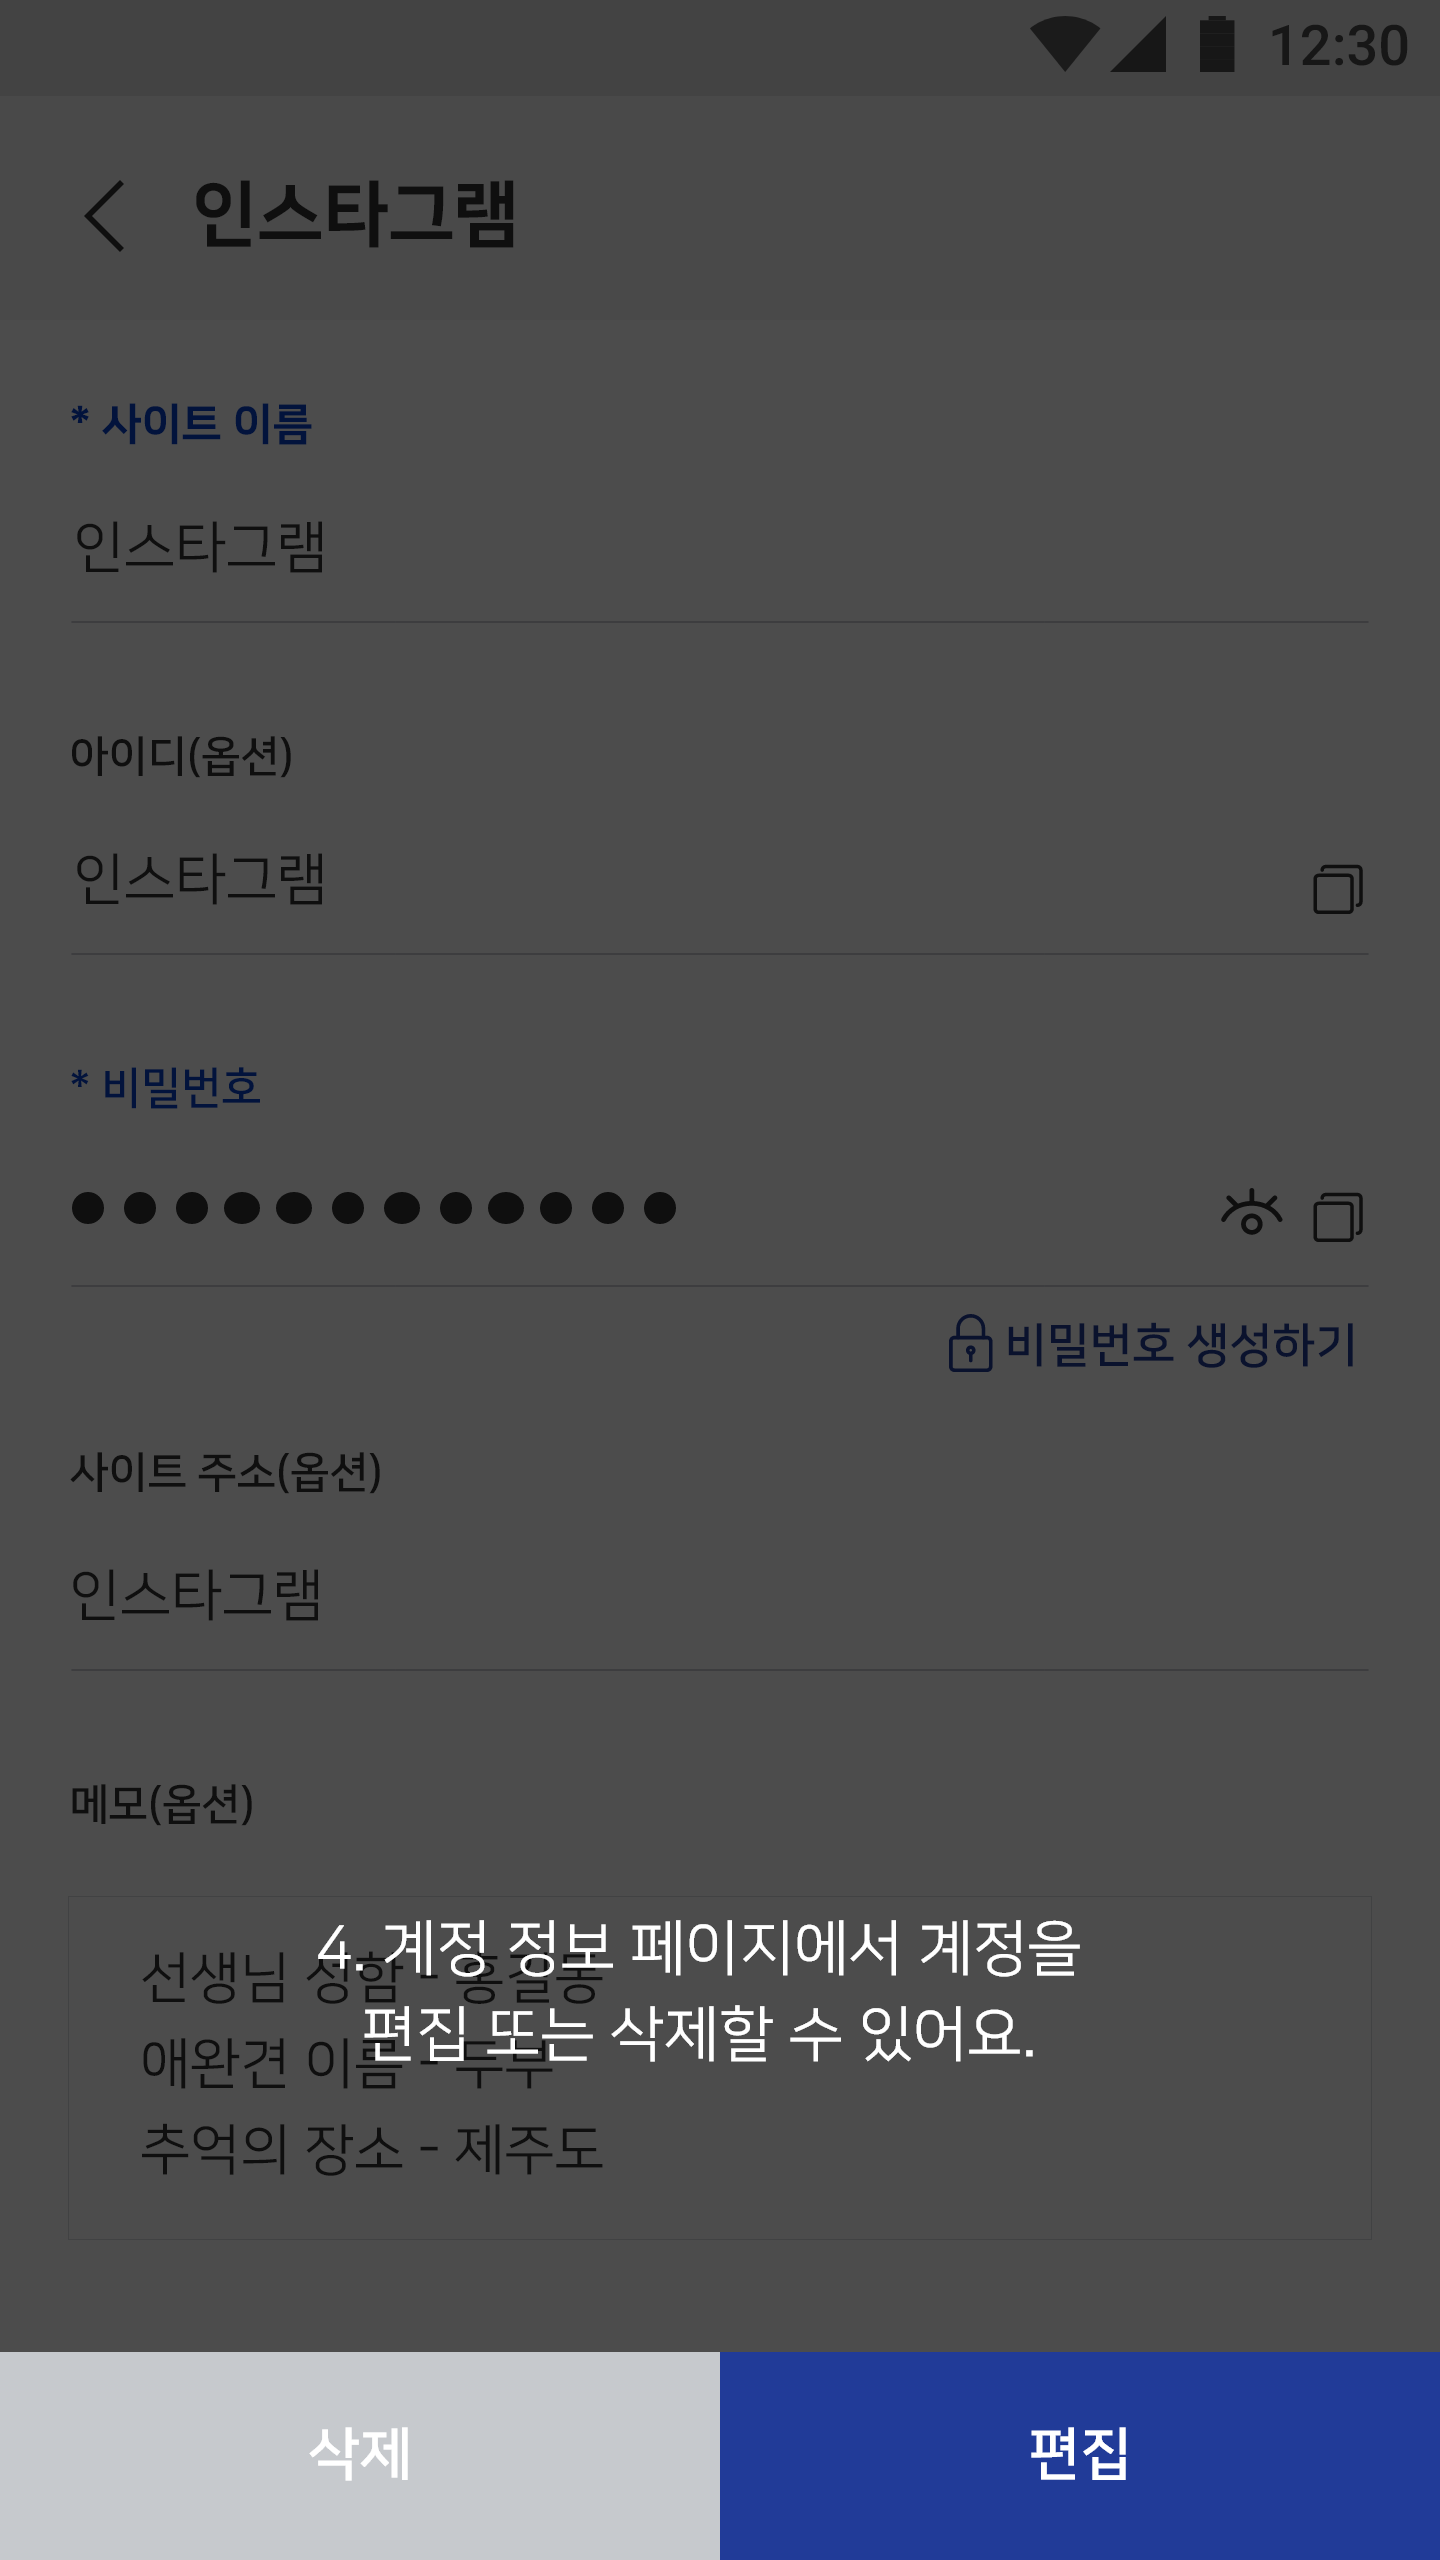 12:30
인스타그램
* 사이트 이름
인스타그램
아이디(옵션)
인스타그램
* 비밀번호
●●●●●●●●●●●●
비밀번호 생성하기
사이트 주소(옵션)
인스타그램
메모(옵션)
4. 계정 정보 페이지에서 계정을
편집 또는 삭제할 수 있어요.
선생님 성함 - 홍길동
애완견 이름 - 두부
추억의 장소 - 제주도
삭제
편집